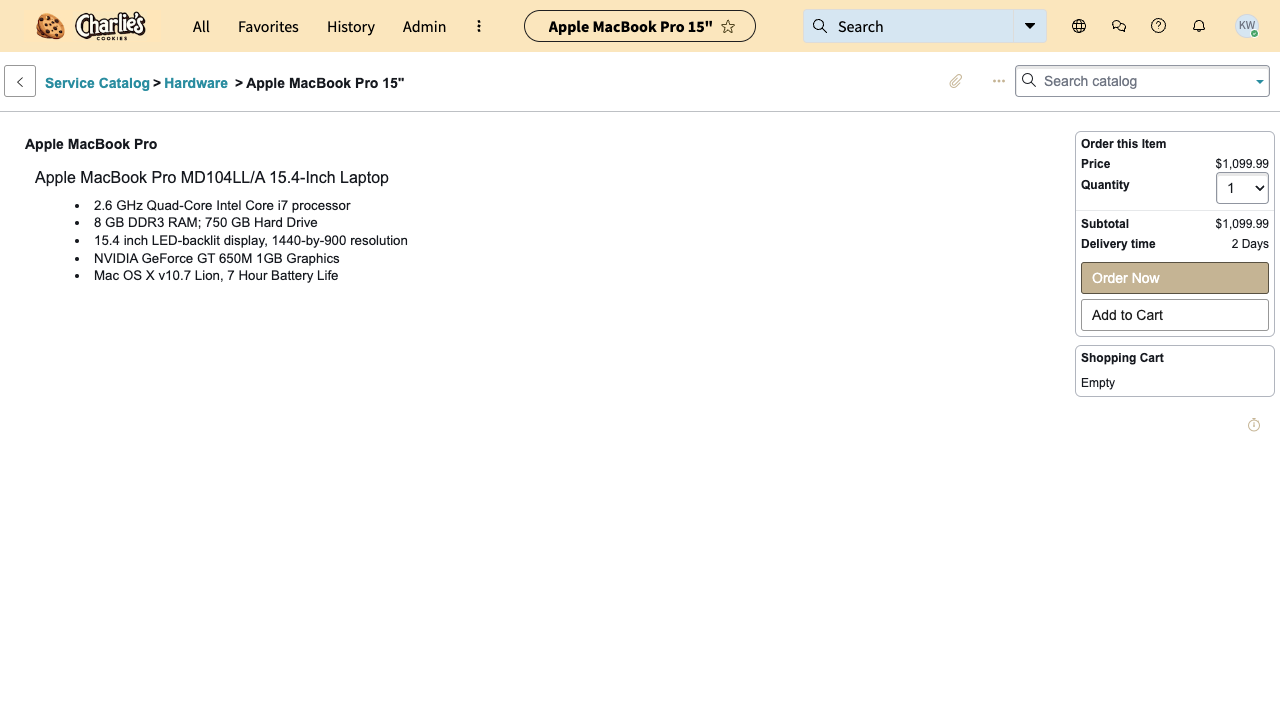 Charlie's
COOKIES
All
Favorites
History
Admin
Apple MacBook Pro 15"
Search
KW
Service Catalog > Hardware > Apple MacBook Pro 15"
Search catalog
Apple MacBook Pro
Apple MacBook Pro MD104LL/A 15.4-Inch Laptop
2.6 GHz Quad-Core Intel Core i7 processor
8 GB DDR3 RAM; 750 GB Hard Drive
15.4 inch LED-backlit display, 1440-by-900 resolution
NVIDIA GeForce GT 650M 1GB Graphics
Mac OS X v10.7 Lion, 7 Hour Battery Life
Order this Item
Price $1,099.99
Quantity 1
Subtotal $1,099.99
Delivery time 2 Days
Order Now
Add to Cart
Shopping Cart
Empty